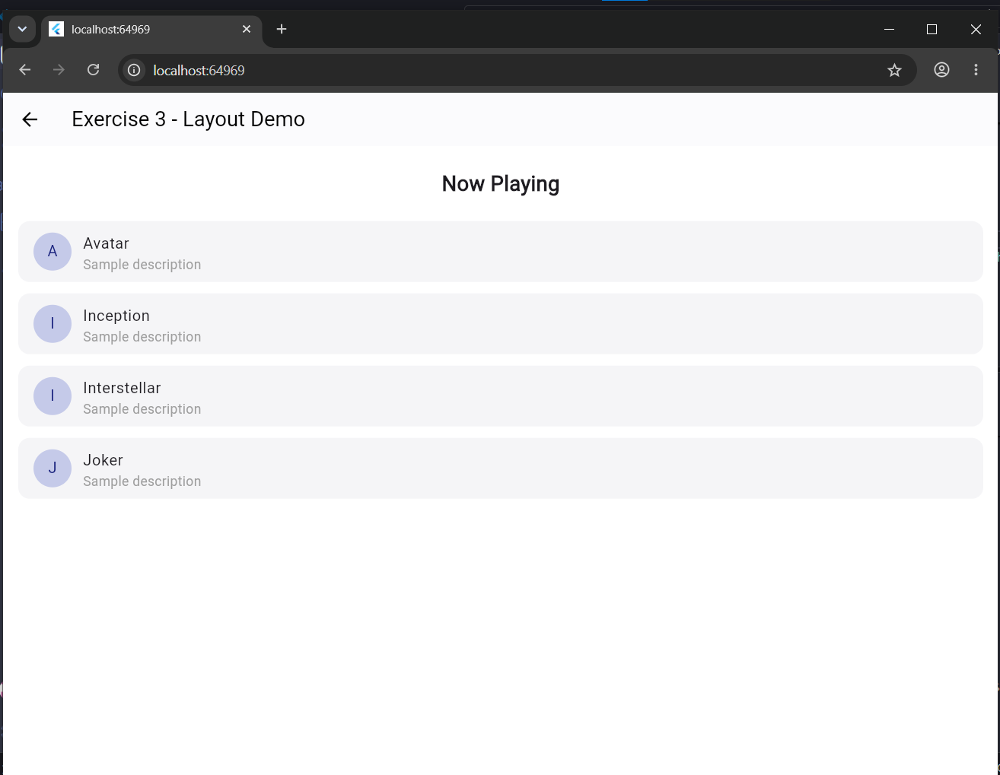 localhost:64969
localhost:64969
Exercise 3 - Layout Demo
Now Playing
A
Avatar
Sample description
I
Inception
Sample description
I
Interstellar
Sample description
J
Joker
Sample description